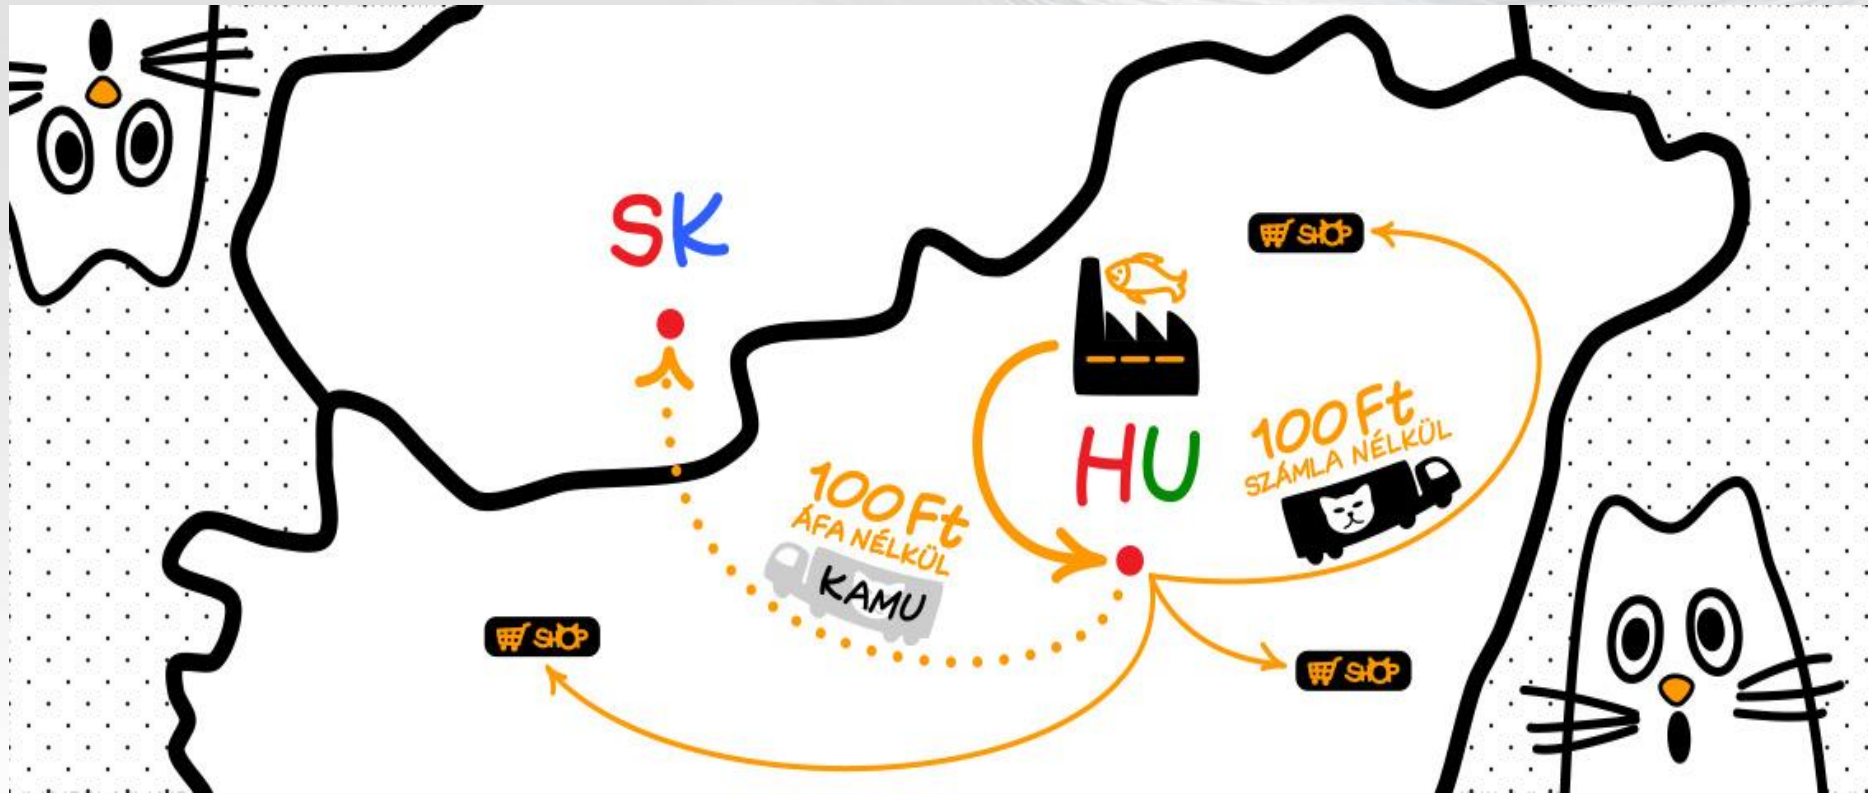 SK
SHOP
HU
100 Ft
SZÁMLA NÉLKÜL
100 Ft
ÁFA NÉLKÜL
KAMU
SHOP
SHOP